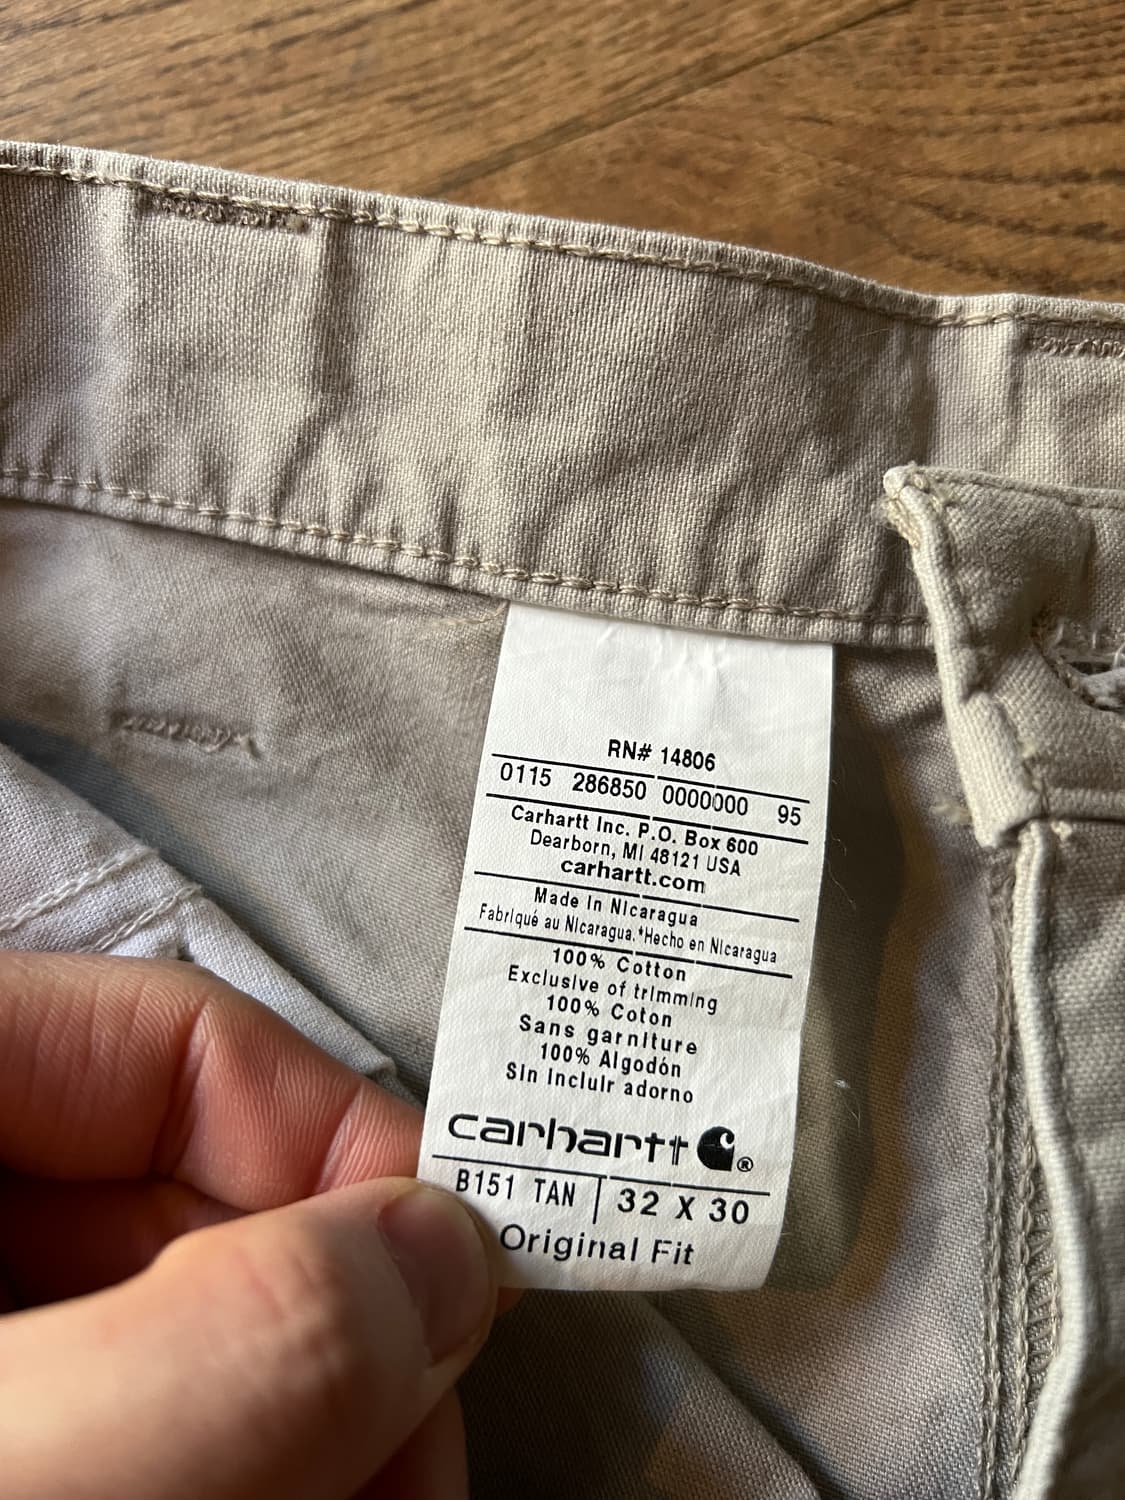 RN# 14806
0115 286850 0000000 95
Carhartt Inc. P.O. Box 600
Dearborn, MI 48121 USA
carhartt.com
Made In Nicaragua
Fabriqué au Nicaragua.*Hecho en Nicaragua
100% Cotton
Exclusive of trimming
100% Coton
Sans garniture
100% Algodón
Sin Incluir adorno
carhartt ®
B151 TAN | 32 X 30
Original Fit